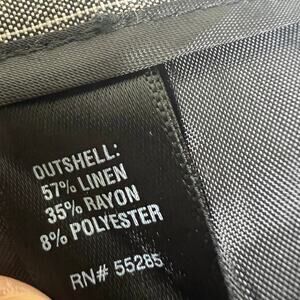 OUTSHELL:
57% LINEN
35% RAYON
8% POLYESTER
RN# 55285